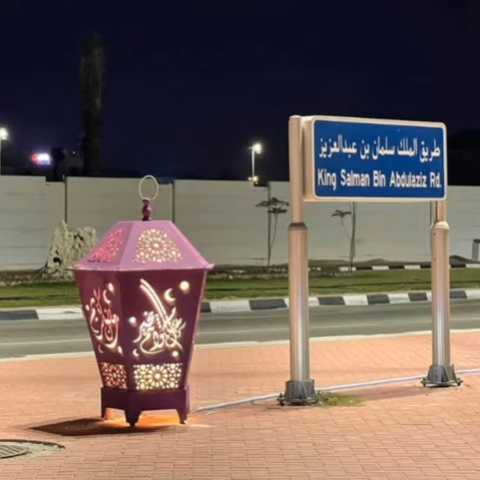 طريق الملك سلمان بن عبدالعزيز
King Salman Bin Abdulaziz Rd.